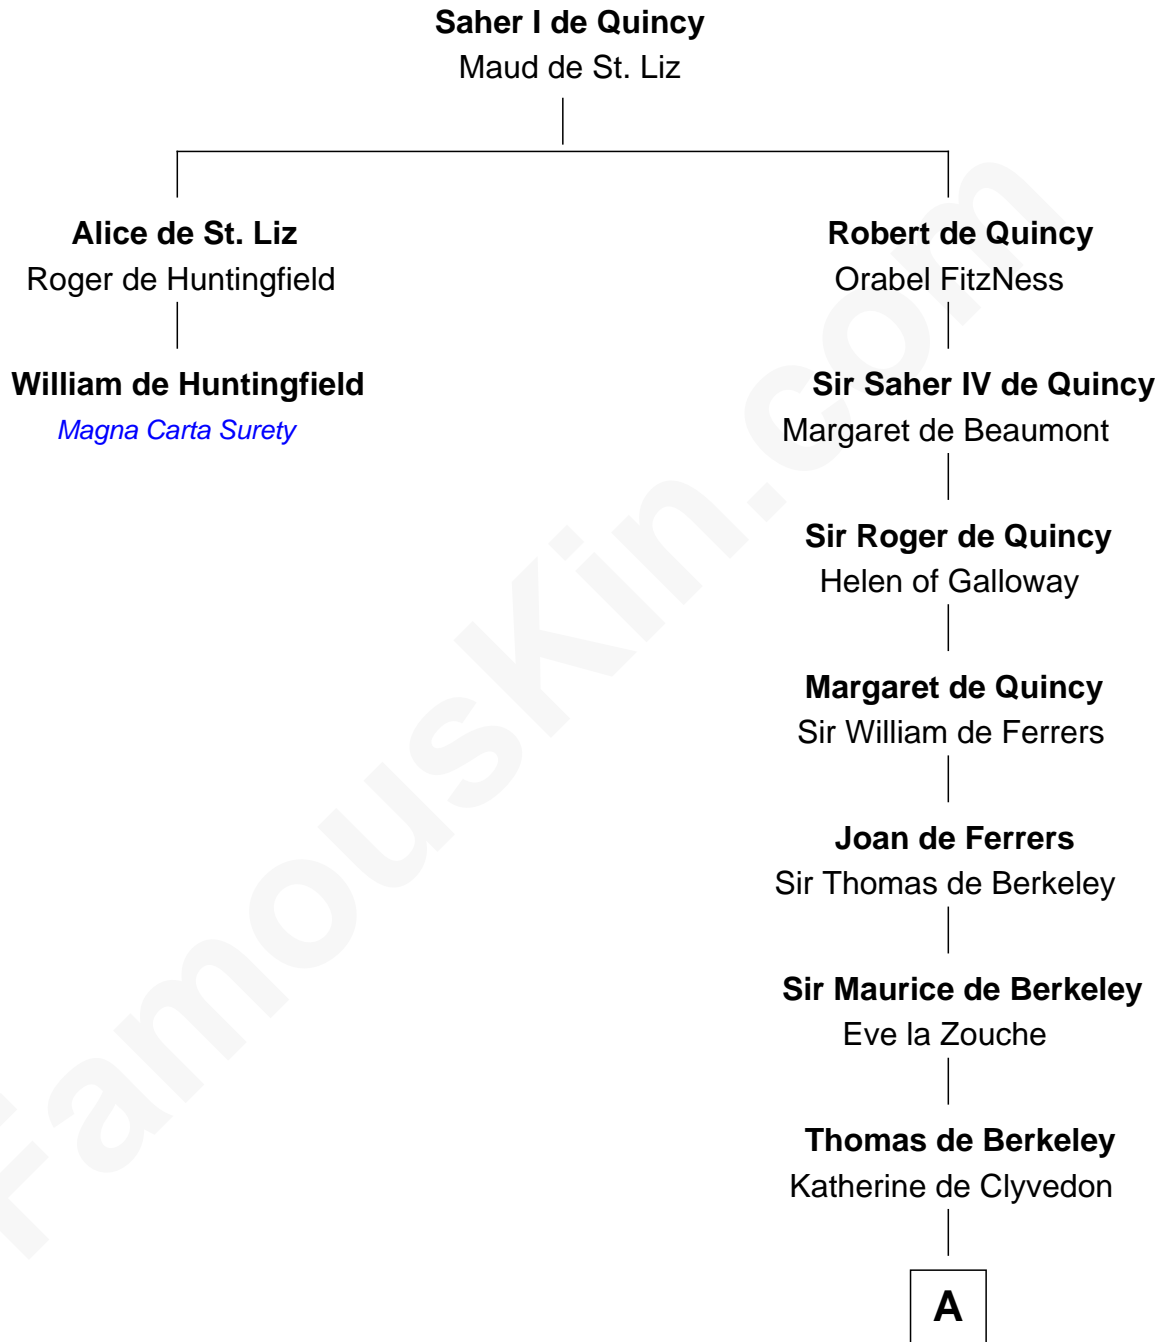 Saher I de Quincy
Maud de St. Liz
Alice de St. Liz
Roger de Huntingfield
William de Huntingfield
Magna Carta Surety
Robert de Quincy
Orabel FitzNess
Sir Saher IV de Quincy
Margaret de Beaumont
Sir Roger de Quincy
Helen of Galloway
Margaret de Quincy
Sir William de Ferrers
Joan de Ferrers
Sir Thomas de Berkeley
Sir Maurice de Berkeley
Eve la Zouche
Thomas de Berkeley
Katherine de Clyvedon
A
FamousKin.com